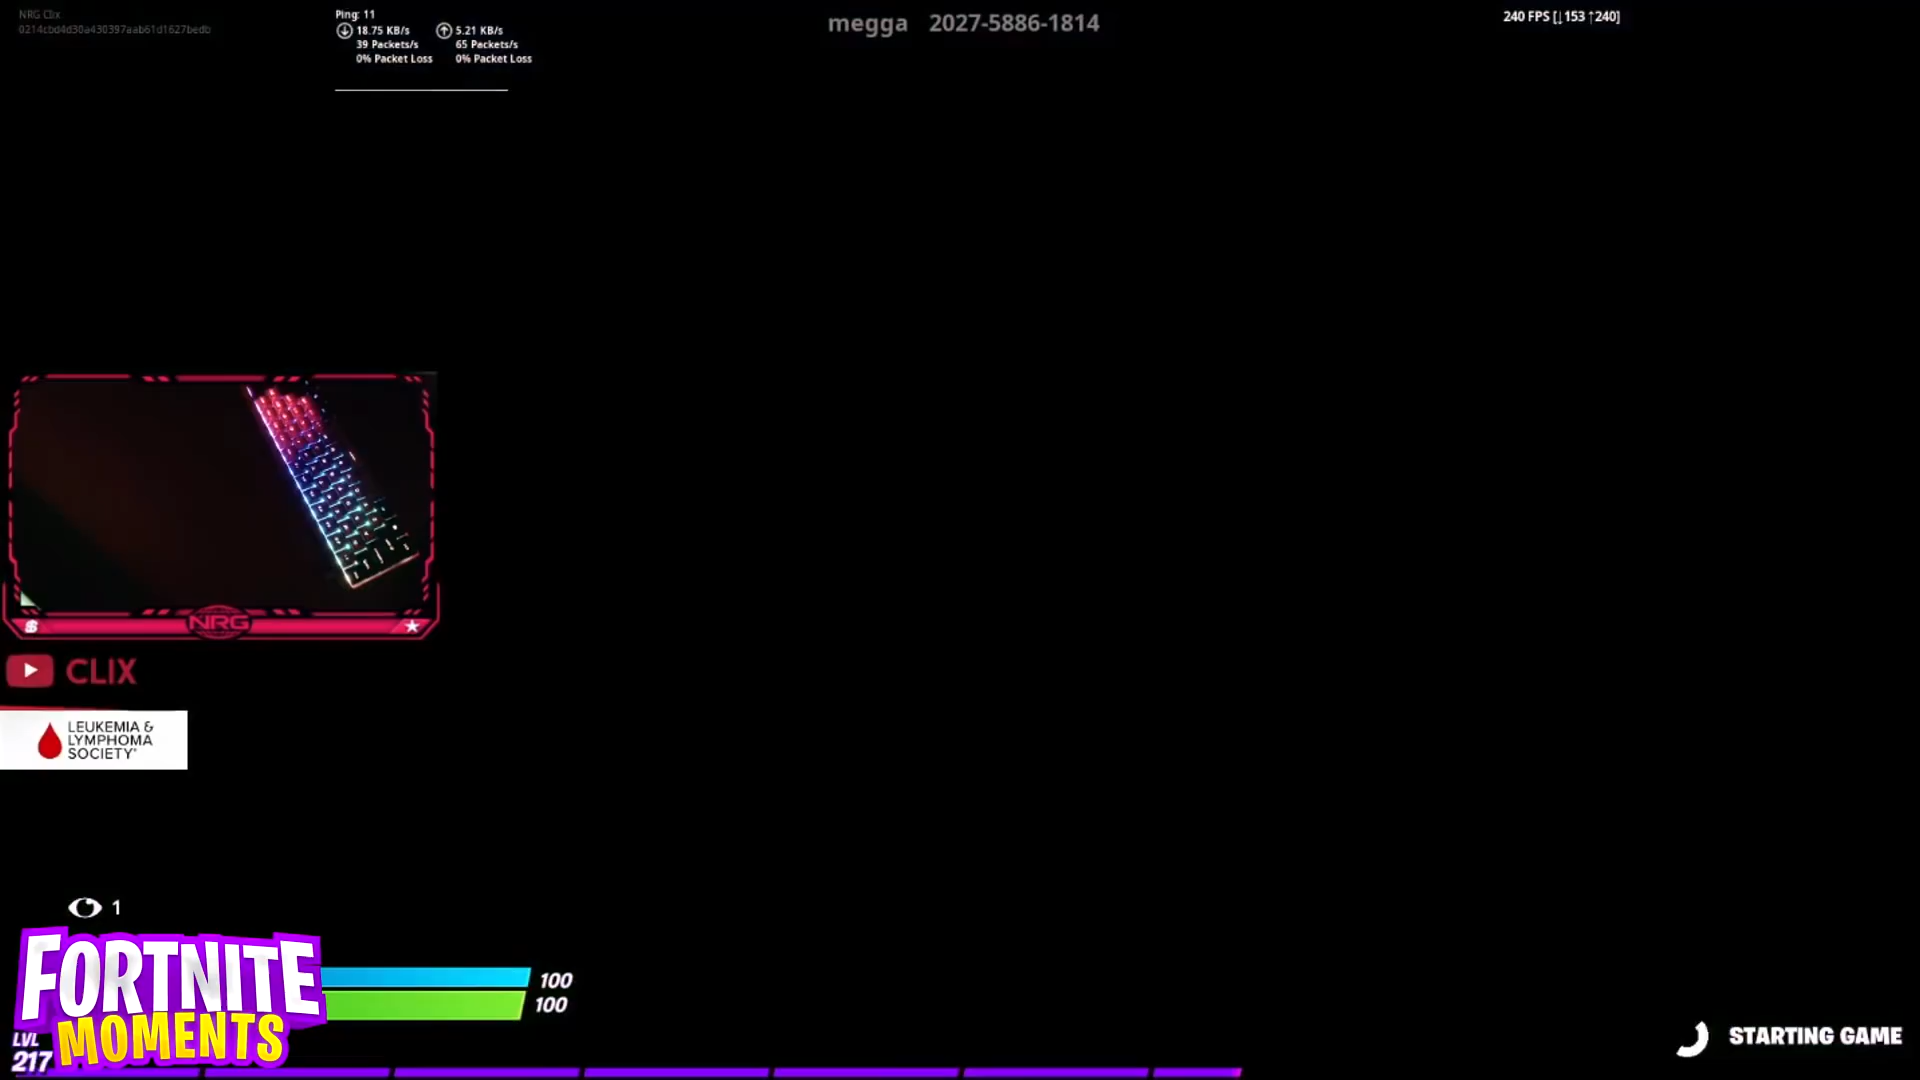 NRG Clix
0214cbd4d30a430397aab61d1627bedb
Ping: 11
18.75 KB/s 5.21 KB/s
39 Packets/s 65 Packets/s
0% Packet Loss 0% Packet Loss
megga 2027-5886-1814
240 FPS [↓153 ↑240]
NRG
CLIX
LEUKEMIA &
LYMPHOMA
SOCIETY
1
FORTNITE
MOMENTS
100
100
LVL
217
STARTING GAME